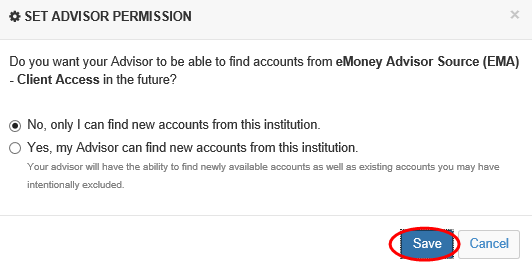 SET ADVISOR PERMISSION
Do you want your Advisor to be able to find accounts from eMoney Advisor Source (EMA)
- Client Access in the future?
No, only I can find new accounts from this institution.
Yes, my Advisor can find new accounts from this institution.
Your advisor will have the ability to find newly available accounts as well as existing accounts you may have
intentionally excluded.
Save Cancel